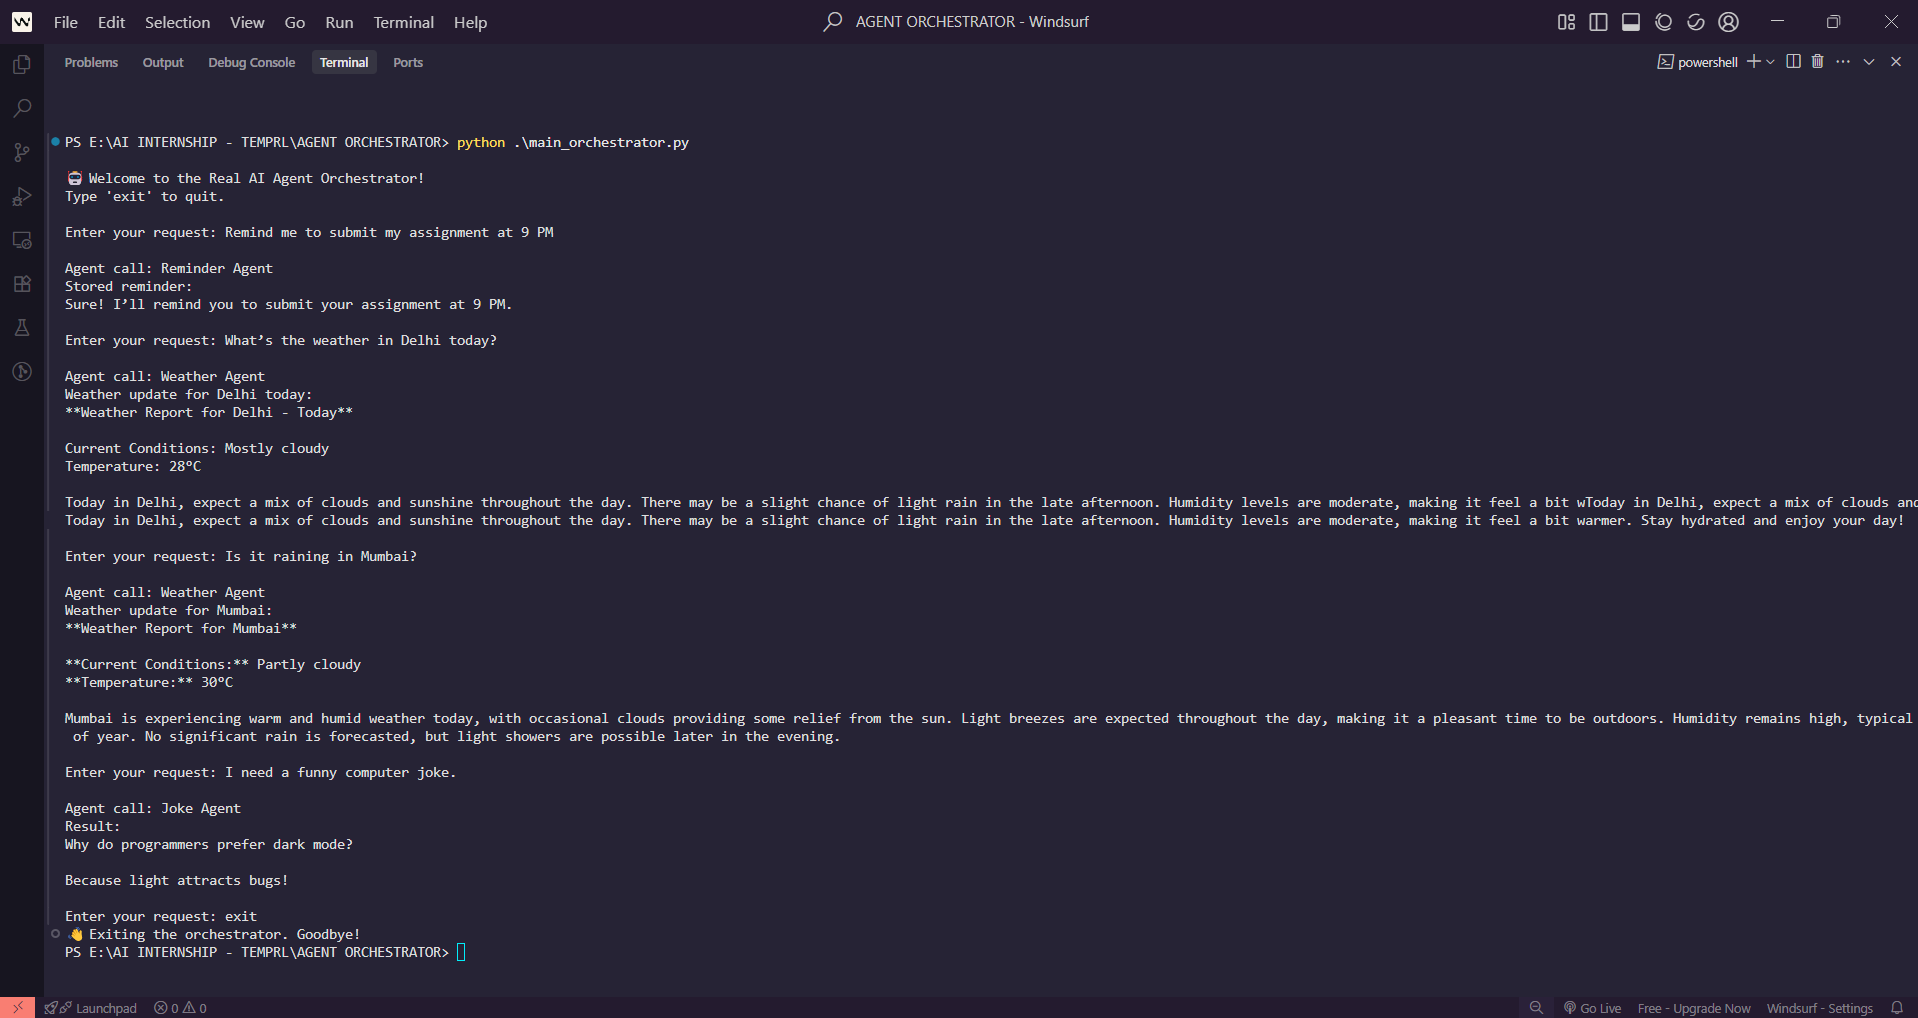 File Edit Selection View Go Run Terminal Help
AGENT ORCHESTRATOR - Windsurf
Problems Output Debug Console Terminal Ports
powershell
PS E:\AI INTERNSHIP - TEMPRL\AGENT ORCHESTRATOR> python .\main_orchestrator.py
Welcome to the Real AI Agent Orchestrator!
Type 'exit' to quit.
Enter your request: Remind me to submit my assignment at 9 PM
Agent call: Reminder Agent
Stored reminder:
Sure! I’ll remind you to submit your assignment at 9 PM.
Enter your request: What’s the weather in Delhi today?
Agent call: Weather Agent
Weather update for Delhi today:
**Weather Report for Delhi - Today**
Current Conditions: Mostly cloudy
Temperature: 28°C
Today in Delhi, expect a mix of clouds and sunshine throughout the day. There may be a slight chance of light rain in the late afternoon. Humidity levels are moderate, making it feel a bit wToday in Delhi, expect a mix of clouds and
Today in Delhi, expect a mix of clouds and sunshine throughout the day. There may be a slight chance of light rain in the late afternoon. Humidity levels are moderate, making it feel a bit warmer. Stay hydrated and enjoy your day!
Enter your request: Is it raining in Mumbai?
Agent call: Weather Agent
Weather update for Mumbai:
**Weather Report for Mumbai**
**Current Conditions:** Partly cloudy
**Temperature:** 30°C
Mumbai is experiencing warm and humid weather today, with occasional clouds providing some relief from the sun. Light breezes are expected throughout the day, making it a pleasant time to be outdoors. Humidity remains high, typical
of year. No significant rain is forecasted, but light showers are possible later in the evening.
Enter your request: I need a funny computer joke.
Agent call: Joke Agent
Result:
Why do programmers prefer dark mode?
Because light attracts bugs!
Enter your request: exit
Exiting the orchestrator. Goodbye!
PS E:\AI INTERNSHIP - TEMPRL\AGENT ORCHESTRATOR>
Launchpad 0 0 Go Live Free - Upgrade Now Windsurf - Settings